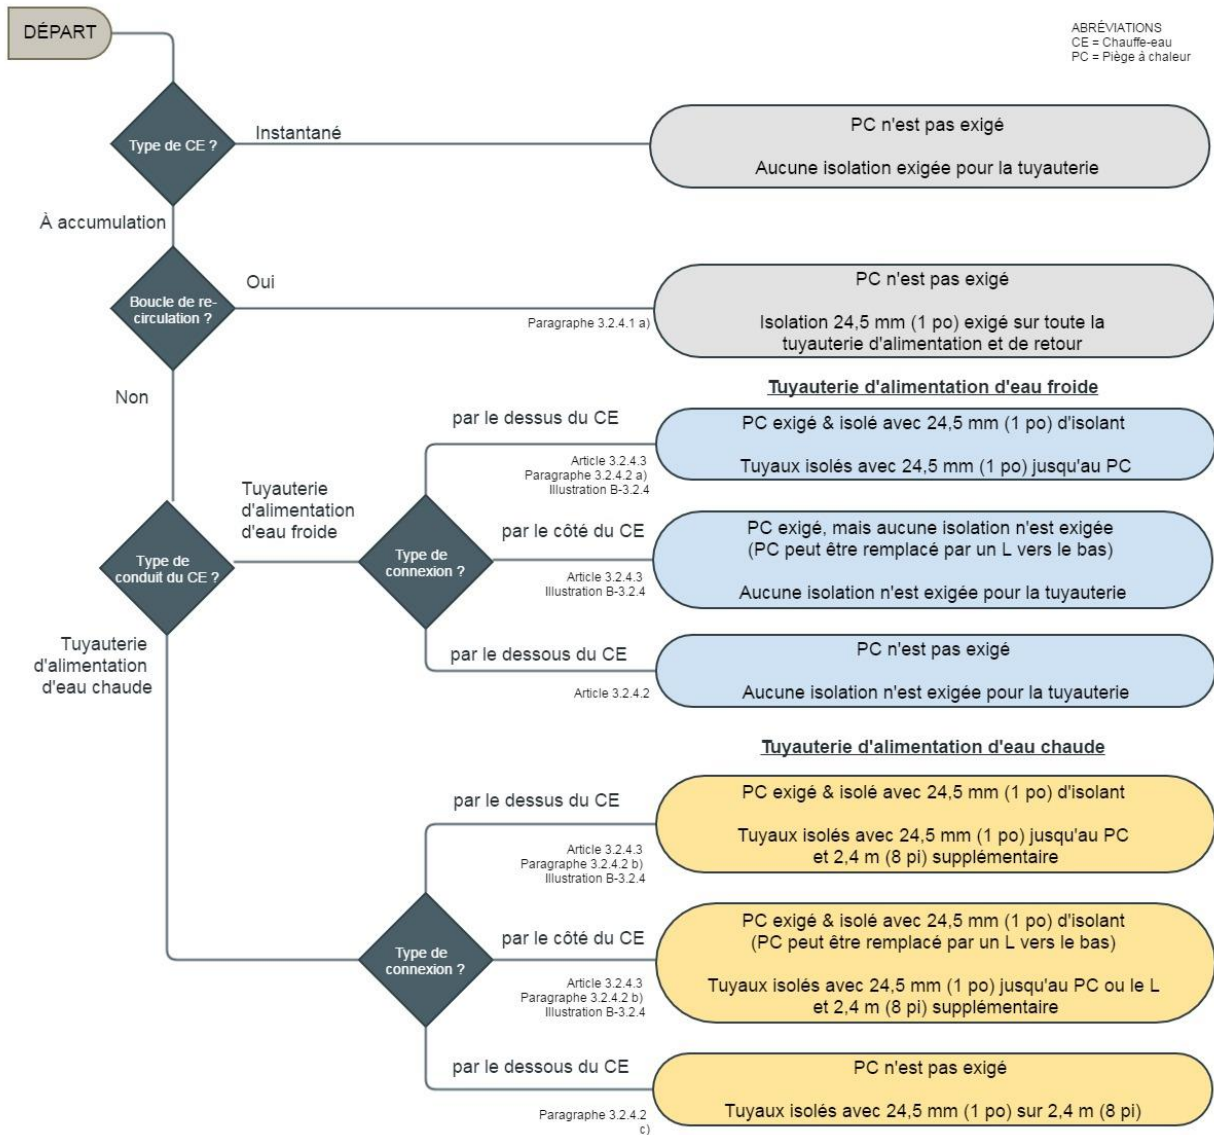 DÉPART
ABRÉVIATIONS
CE = Chauffe-eau
PC = Piège à chaleur
Type de CE ?
Instantané
PC n'est pas exigé
Aucune isolation exigée pour la tuyauterie
À accumulation
Boucle de re-
circulation ?
Oui
Paragraphe 3.2.4.1 a)
PC n'est pas exigé
Isolation 24,5 mm (1 po) exigé sur toute la
tuyauterie d'alimentation et de retour
Non
Tuyauterie d'alimentation d'eau froide
Type de
conduit du CE ?
Tuyauterie
d'alimentation
d'eau froide
Type de
connexion ?
par le dessus du CE
Article 3.2.4.3
Paragraphe 3.2.4.2 a)
Illustration B-3.2.4
PC exigé & isolé avec 24,5 mm (1 po) d'isolant
Tuyaux isolés avec 24,5 mm (1 po) jusqu'au PC
par le côté du CE
Article 3.2.4.3
Illustration B-3.2.4
PC exigé, mais aucune isolation n'est exigée
(PC peut être remplacé par un L vers le bas)
Aucune isolation n'est exigée pour la tuyauterie
par le dessous du CE
Article 3.2.4.2
PC n'est pas exigé
Aucune isolation n'est exigée pour la tuyauterie
Tuyauterie
d'alimentation
d'eau chaude
Tuyauterie d'alimentation d'eau chaude
Type de
connexion ?
par le dessus du CE
Article 3.2.4.3
Paragraphe 3.2.4.2 b)
Illustration B-3.2.4
PC exigé & isolé avec 24,5 mm (1 po) d'isolant
Tuyaux isolés avec 24,5 mm (1 po) jusqu'au PC
et 2,4 m (8 pi) supplémentaire
par le côté du CE
Article 3.2.4.3
Paragraphe 3.2.4.2 b)
Illustration B-3.2.4
PC exigé & isolé avec 24,5 mm (1 po) d'isolant
(PC peut être remplacé par un L vers le bas)
Tuyaux isolés avec 24,5 mm (1 po) jusqu'au PC ou le L
et 2,4 m (8 pi) supplémentaire
par le dessous du CE
Paragraphe 3.2.4.2
c)
PC n'est pas exigé
Tuyaux isolés avec 24,5 mm (1 po) sur 2,4 m (8 pi)